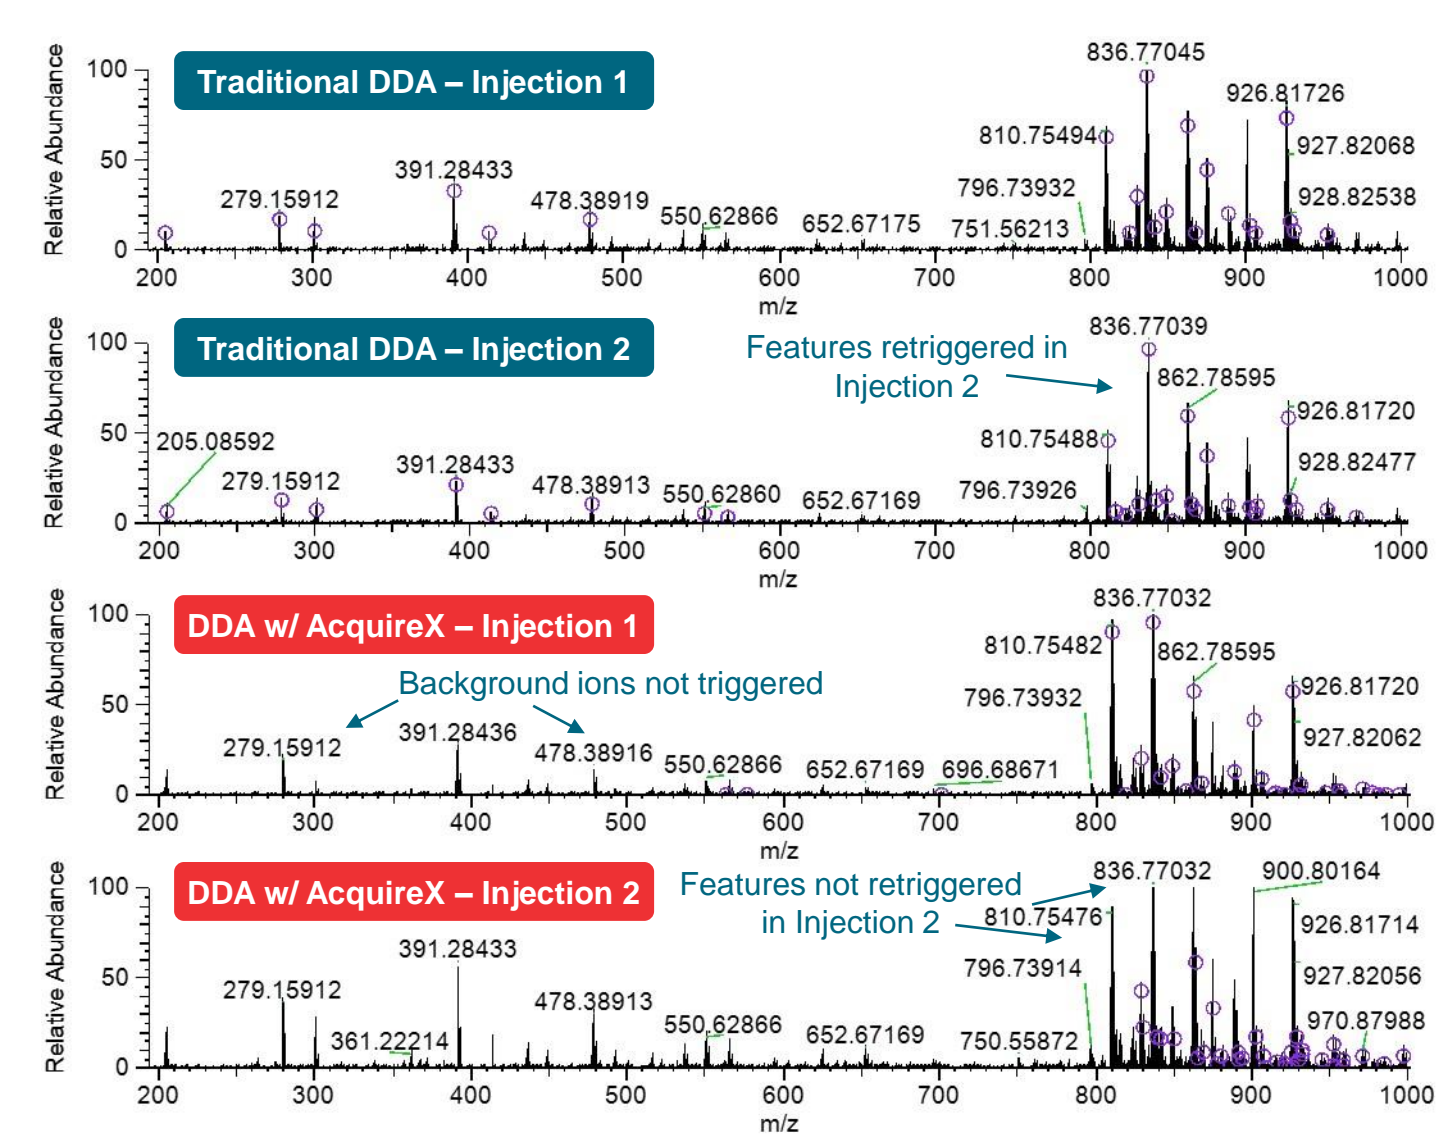 Relative Abundance
100
50
0
Traditional DDA – Injection 1
836.77045
926.81726
810.75494
927.82068
391.28433
796.73932
928.82538
279.15912
478.38919
550.62866
652.67175
751.56213
200 300 400 500 600 700 800 900 1000
m/z
Relative Abundance
100
50
0
Traditional DDA – Injection 2
Features retriggered in
Injection 2
836.77039
862.78595
926.81720
205.08592
810.75488
928.82477
391.28433
279.15912
478.38913
550.62860
652.67169
796.73926
200 300 400 500 600 700 800 900 1000
m/z
Relative Abundance
100
50
0
DDA w/ AcquireX – Injection 1
Background ions not triggered
836.77032
810.75482
862.78595
926.81720
796.73932
927.82062
391.28436
279.15912
478.38916
550.62866
652.67169
696.68671
200 300 400 500 600 700 800 900 1000
m/z
Relative Abundance
100
50
0
DDA w/ AcquireX – Injection 2
Features not retriggered
in Injection 2
836.77032
900.80164
810.75476
926.81714
391.28433
796.73914
927.82056
279.15912
478.38913
970.87988
361.22214
550.62866
652.67169
750.55872
200 300 400 500 600 700 800 900 1000
m/z